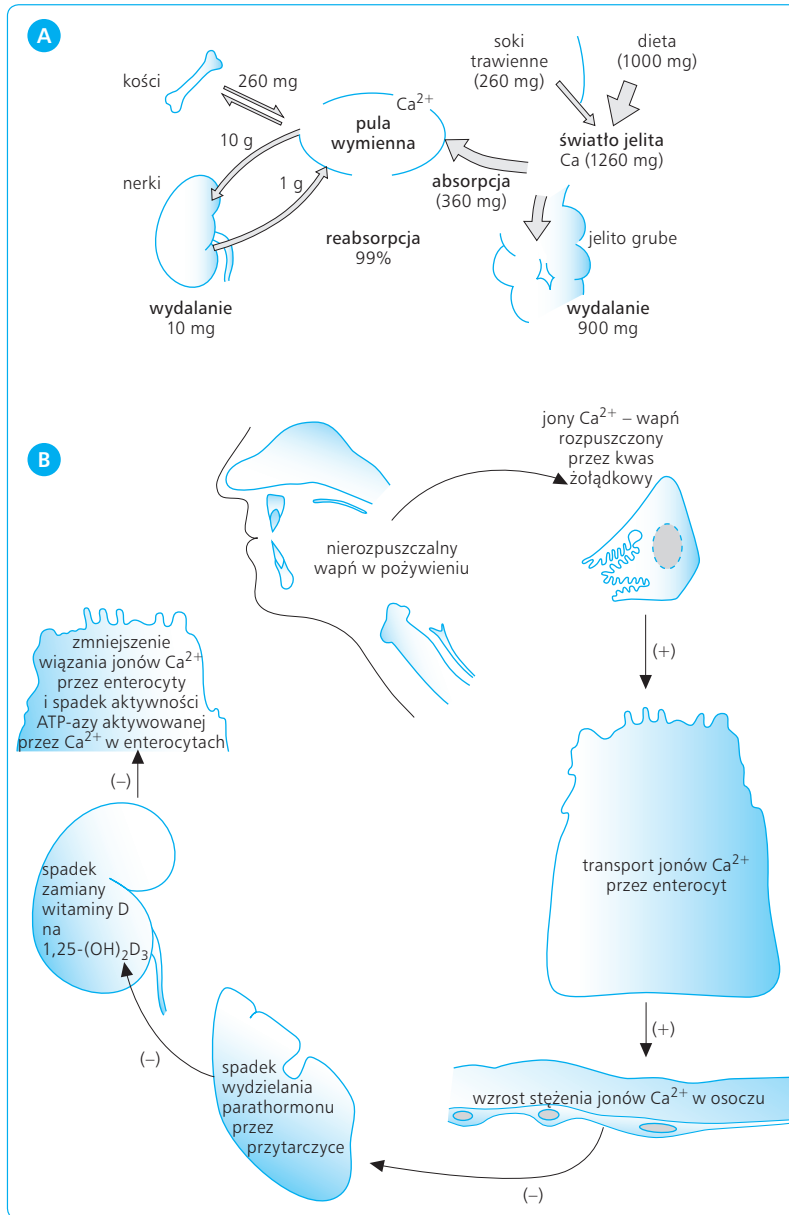 A
kości
260 mg
Ca²⁺
pula
wymienna
soki
trawienne
(260 mg)
dieta
(1000 mg)
światło jelita
Ca (1260 mg)
10 g
nerki
1 g
absorpcja
(360 mg)
reabsorpcja
99%
jelito grube
wydalanie
10 mg
wydalanie
900 mg
B
jony Ca²⁺ – wapń
rozpuszczony
przez kwas
żołądkowy
nierozpuszczalny
wapń w pożywieniu
(+)
transport jonów Ca²⁺
przez enterocyt
(+)
wzrost stężenia jonów Ca²⁺ w osoczu
(–)
spadek
wydzielania
parathormonu
przez
przytarczyce
(–)
spadek
zamiany
witaminy D
na
1,25-(OH)₂D₃
(–)
zmniejszenie
wiązania jonów Ca²⁺
przez enterocyty
i spadek aktywności
ATP-azy aktywowanej
przez Ca²⁺ w enterocytach